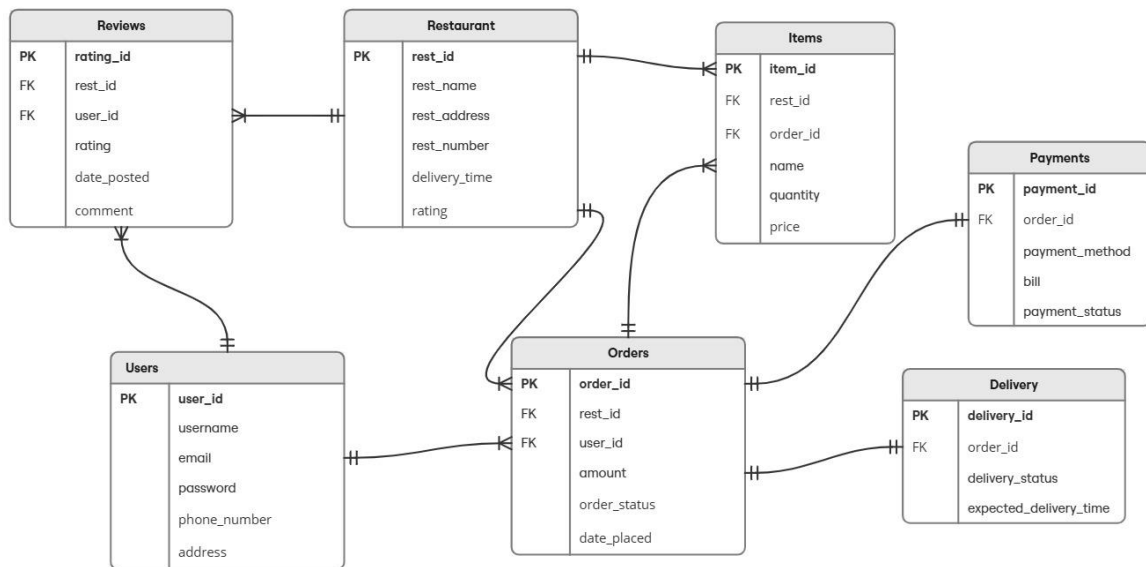 Reviews
PK rating_id
FK rest_id
FK user_id
rating
date_posted
comment
Restaurant
PK rest_id
rest_name
rest_address
rest_number
delivery_time
rating
Items
PK item_id
FK rest_id
FK order_id
name
quantity
price
Payments
PK payment_id
FK order_id
payment_method
bill
payment_status
Users
PK user_id
username
email
password
phone_number
address
Orders
PK order_id
FK rest_id
FK user_id
amount
order_status
date_placed
Delivery
PK delivery_id
FK order_id
delivery_status
expected_delivery_time